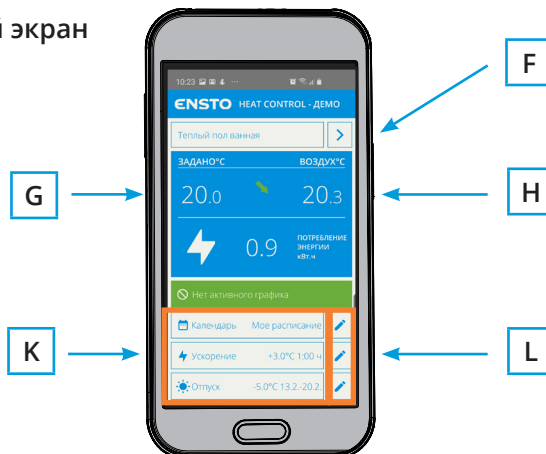 й экран
10:23
ENSTO HEAT CONTROL - ДЕМО
Теплый пол ванная
ЗАДАНО°C ВОЗДУХ°C
20.0 20.3
0.9 ПОТРЕБЛЕНИЕ
ЭНЕРГИИ
кВт.ч
Нет активного графика
Календарь Мое расписание
Ускорение +3.0°C 1:00 ч
Отпуск -5.0°C 13.2.-20.2.
F
G
H
K
L